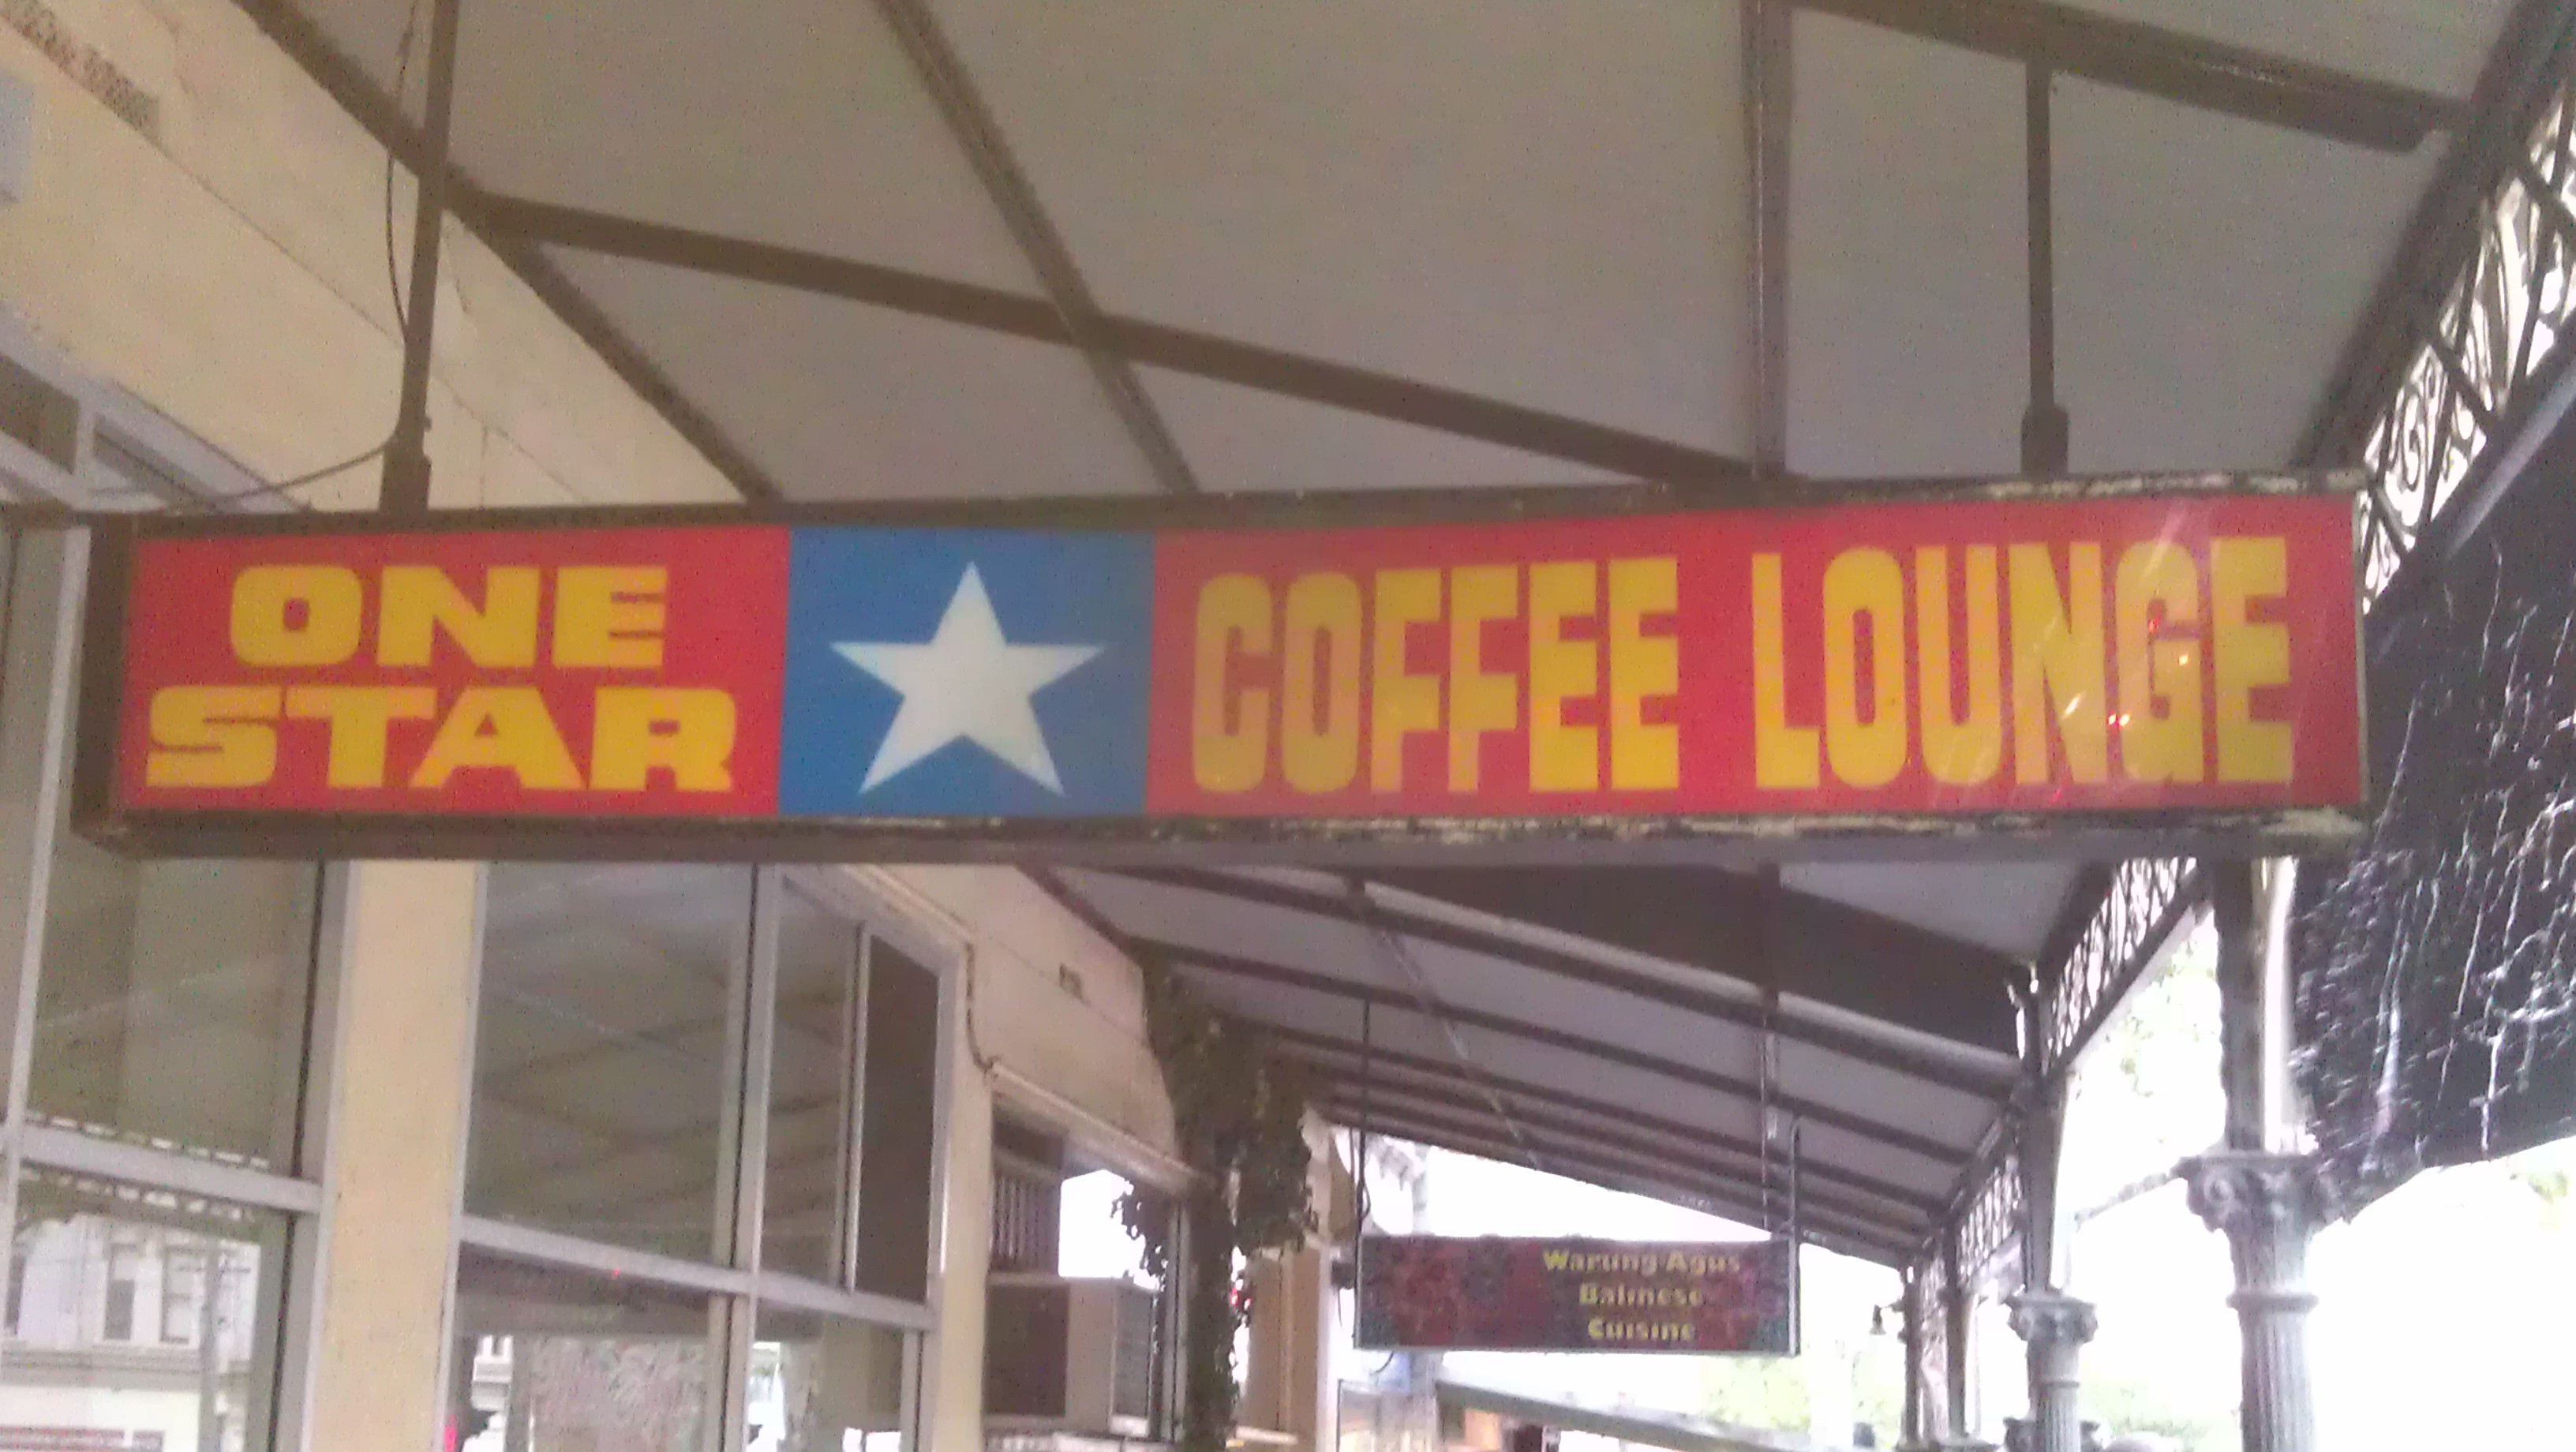 ONE
STAR
COFFEE LOUNGE
Warung Agus
Balinese
Cuisine